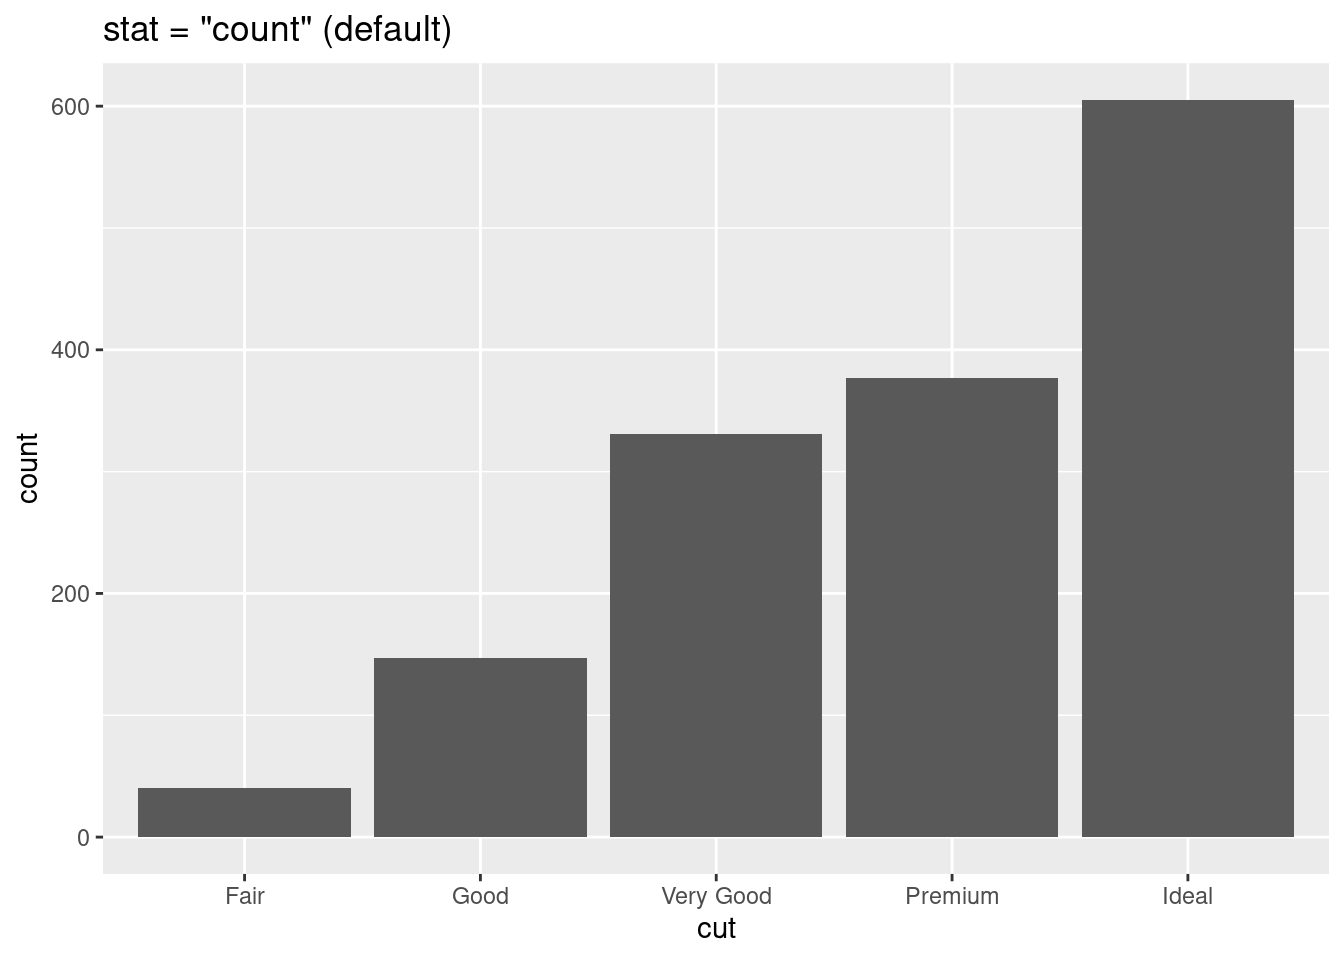 stat = "count" (default)
600
400
200
0
count
Fair Good Very Good Premium Ideal
cut